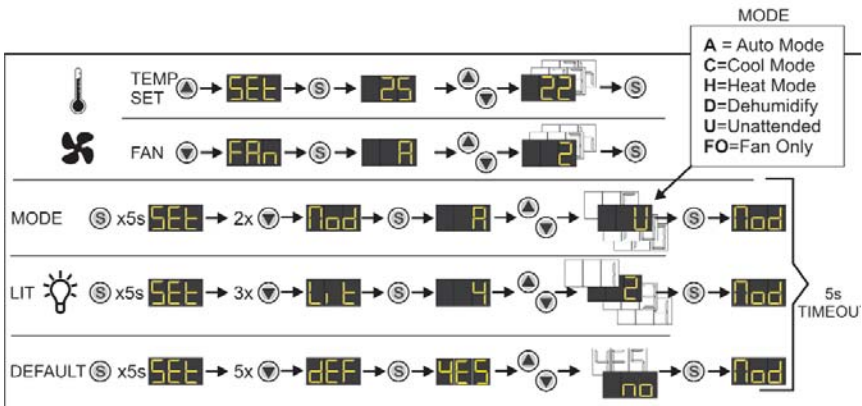 MODE
A = Auto Mode
C=Cool Mode
H=Heat Mode
D=Dehumidify
U=Unattended
FO=Fan Only
TEMP SET SEt S 25 22 S
FAN FAn S A 2 S
MODE S x5s SEt 2x Mod S A U S Mod
LIT S x5s SEt 3x Lit S 4 2 S Mod
DEFAULT S x5s SEt 5x dEF S YES YES no S Mod
5s
TIMEOUT